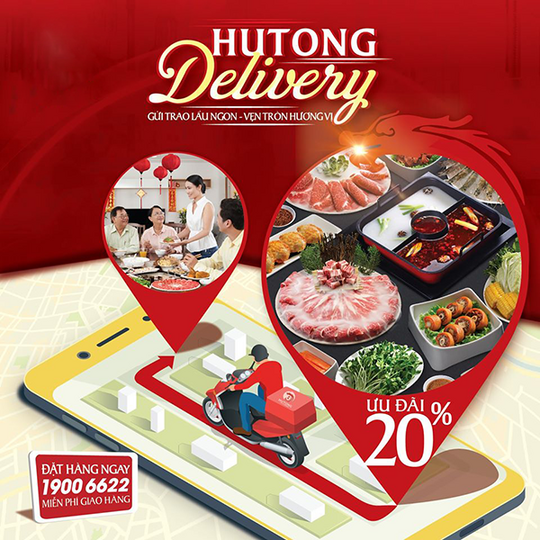 HUTONG
Delivery
GỬI TRAO LẨU NGON - VẸN TRÒN HƯƠNG VỊ
ƯU ĐÃI
20%
ĐẶT HÀNG NGAY
1900 6622
MIỄN PHÍ GIAO HÀNG